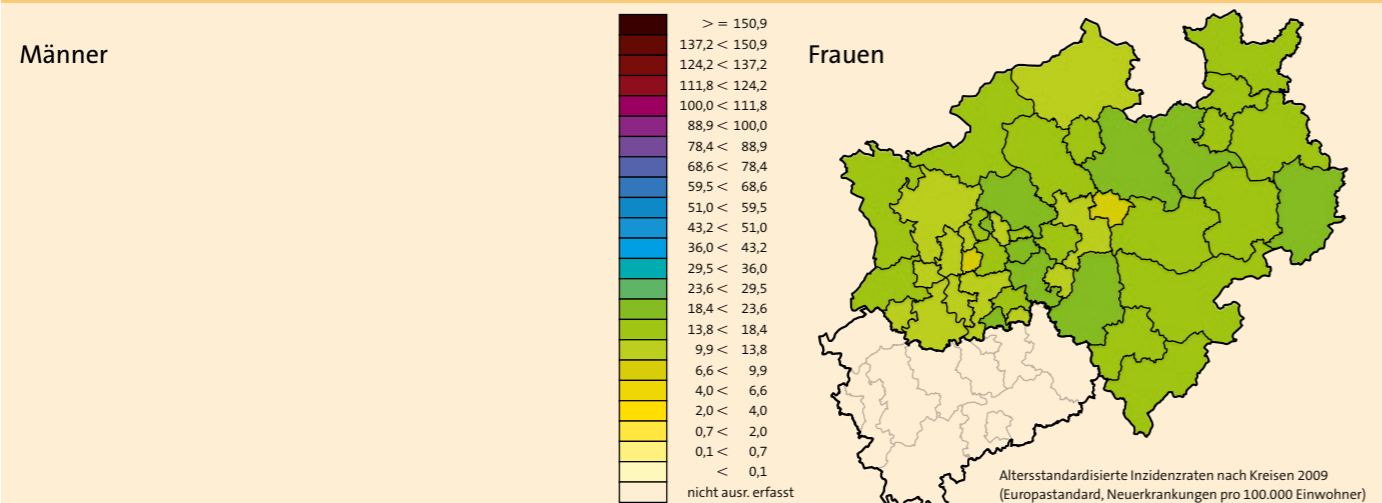 Männer
> = 150,9
137,2 < 150,9
124,2 < 137,2
111,8 < 124,2
100,0 < 111,8
88,9 < 100,0
78,4 < 88,9
68,6 < 78,4
59,5 < 68,6
51,0 < 59,5
43,2 < 51,0
36,0 < 43,2
29,5 < 36,0
23,6 < 29,5
18,4 < 23,6
13,8 < 18,4
9,9 < 13,8
6,6 < 9,9
4,0 < 6,6
2,0 < 4,0
0,7 < 2,0
0,1 < 0,7
< 0,1
nicht ausr. erfasst
Frauen
Altersstandardisierte Inzidenzraten nach Kreisen 2009
(Europastandard, Neuerkrankungen pro 100.000 Einwohner)